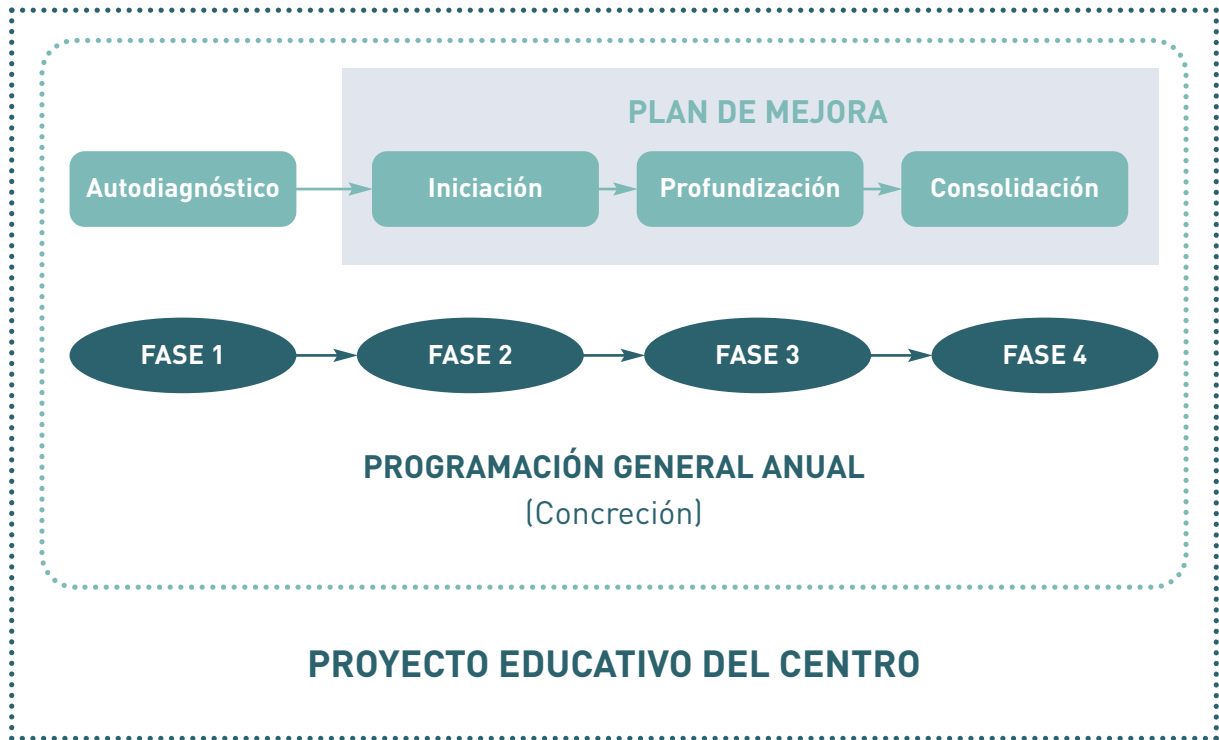 PLAN DE MEJORA
Autodiagnóstico
Iniciación
Profundización
Consolidación
FASE 1
FASE 2
FASE 3
FASE 4
PROGRAMACIÓN GENERAL ANUAL
(Concreción)
PROYECTO EDUCATIVO DEL CENTRO